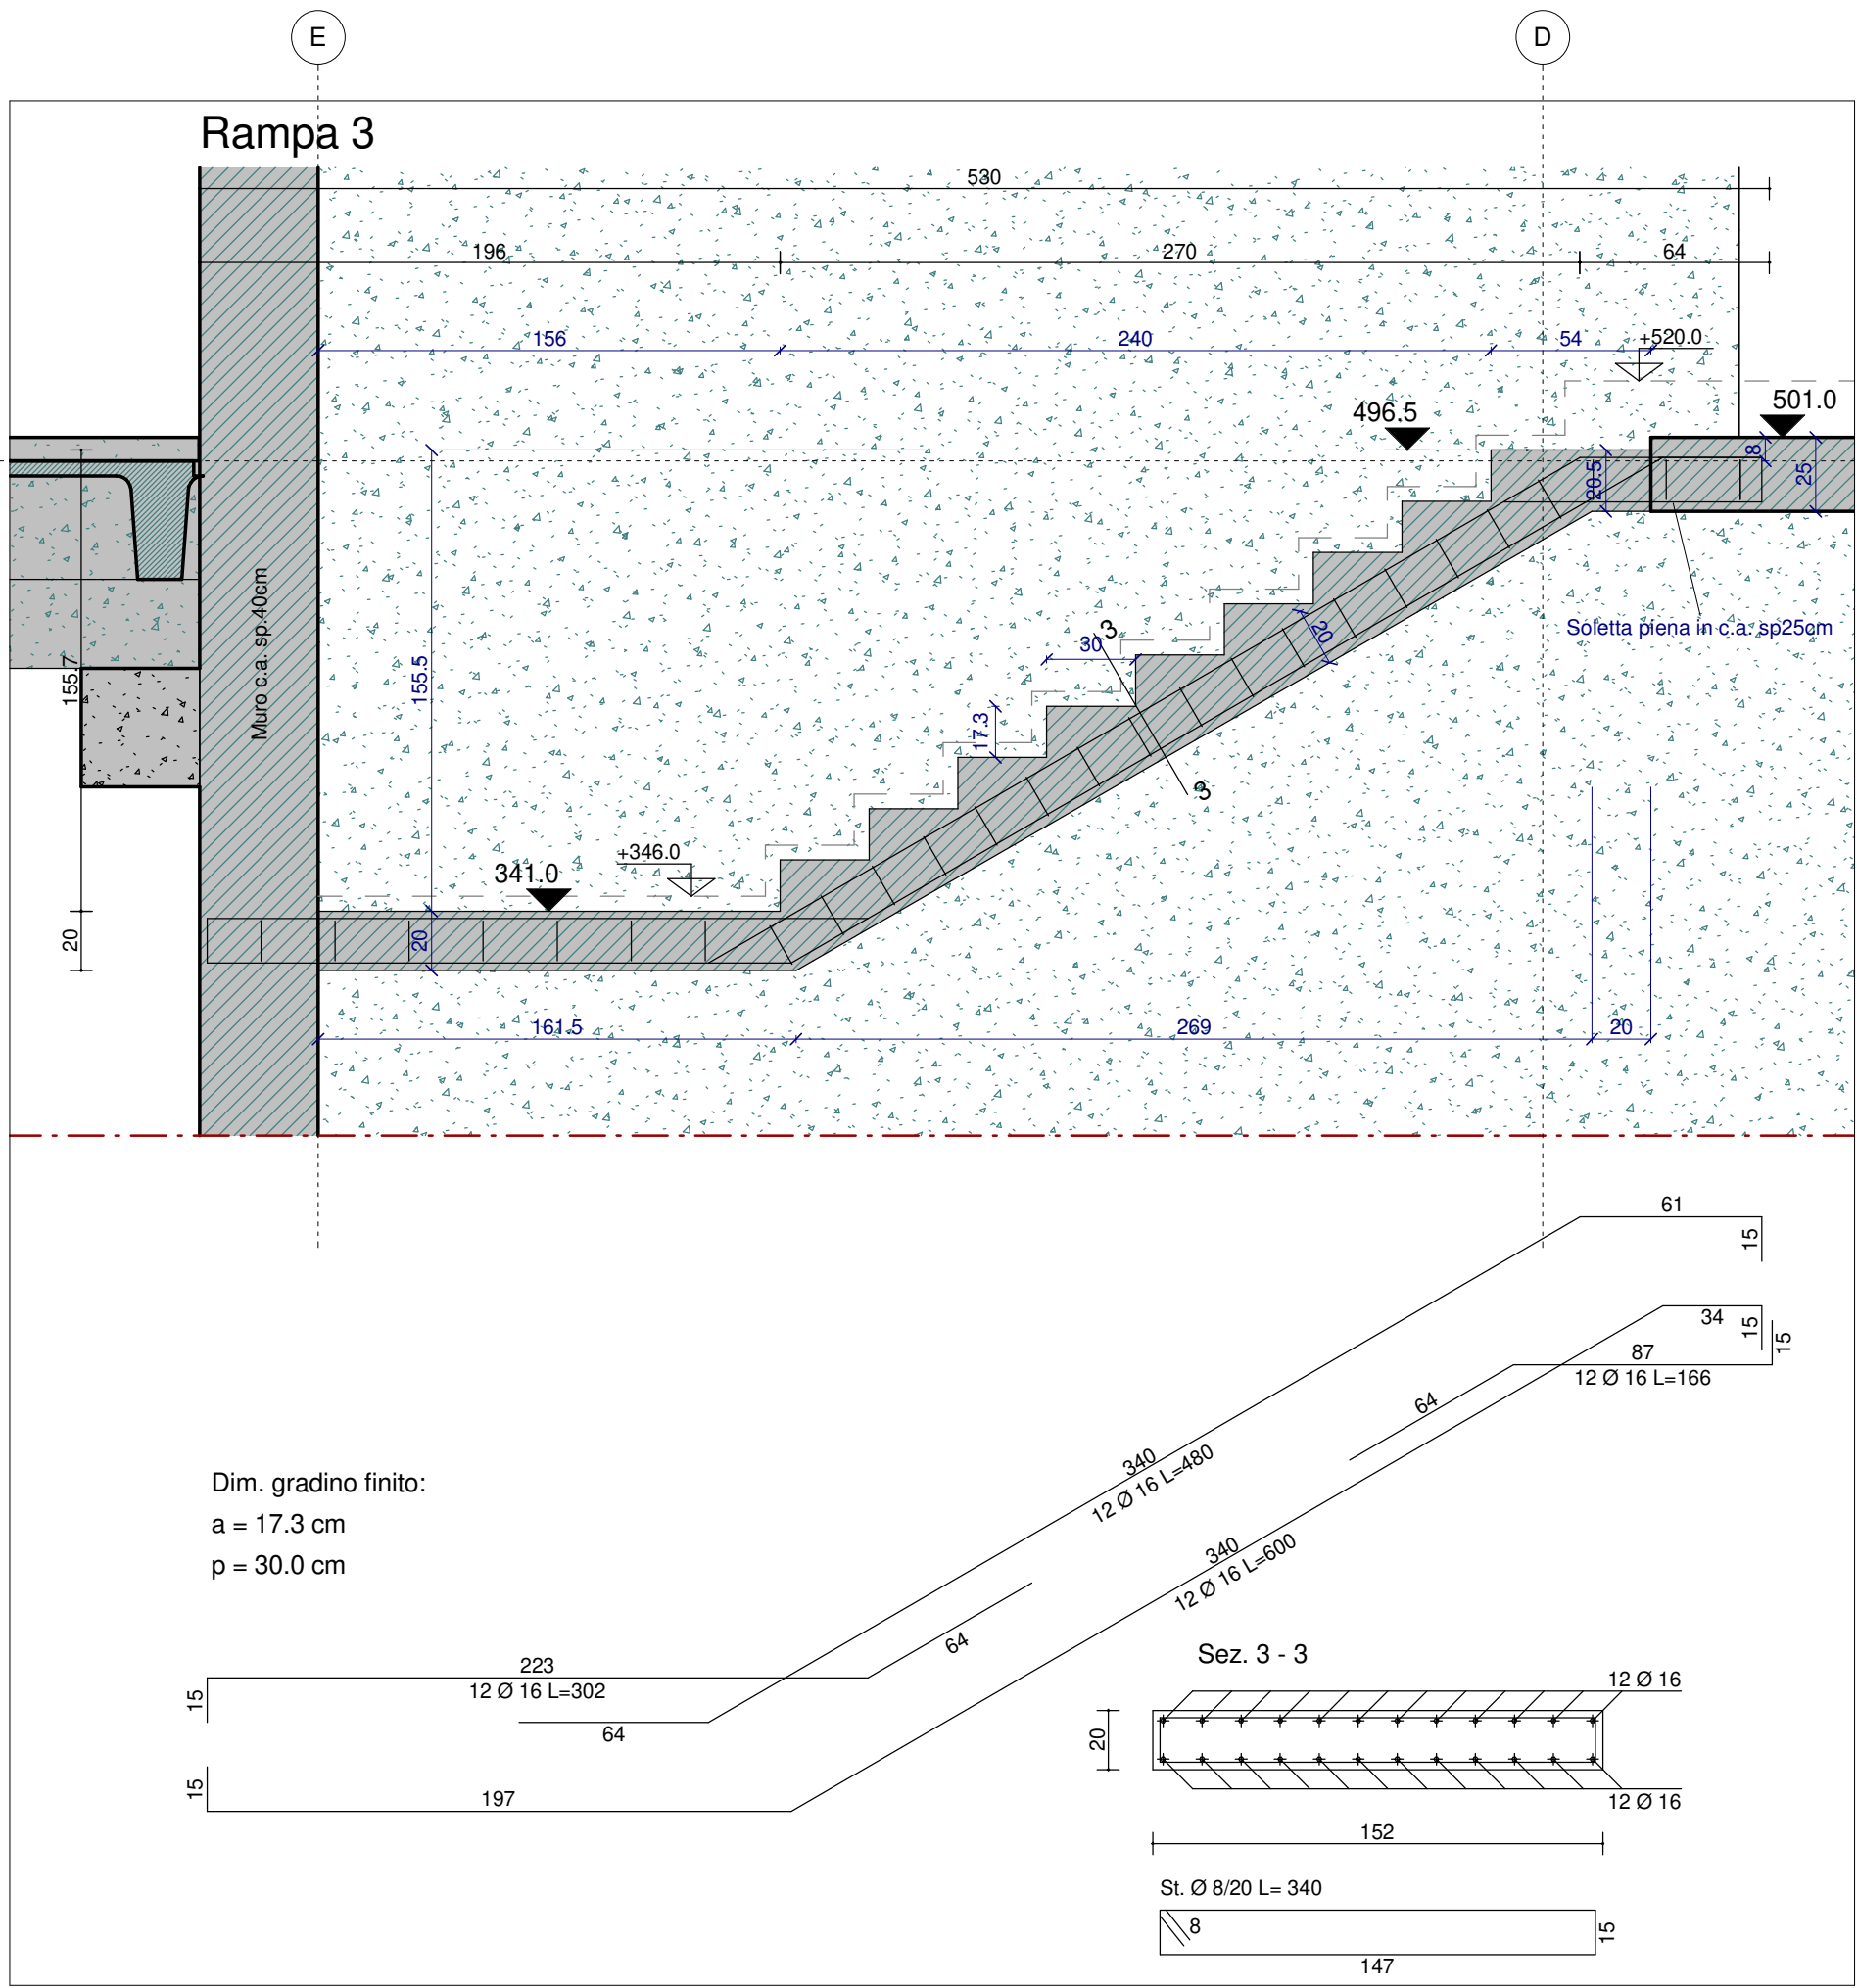 E
D
Rampa 3
530
196
270
64
156
240
54
+520.0
501.0
496.5
8
25
20.5
Soletta piena in c.a. sp25cm
Muro c.a. sp.40cm
155.7
155.5
20
3
30
17.3
3
+346.0
341.0
20
20
161.5
269
20
61
15
34
15
15
87
12 Ø 16 L=166
64
340
12 Ø 16 L=480
Dim. gradino finito:
a = 17.3 cm
p = 30.0 cm
340
12 Ø 16 L=600
64
223
12 Ø 16 L=302
15
64
15
197
Sez. 3 - 3
12 Ø 16
20
12 Ø 16
152
St. Ø 8/20 L= 340
8
15
147